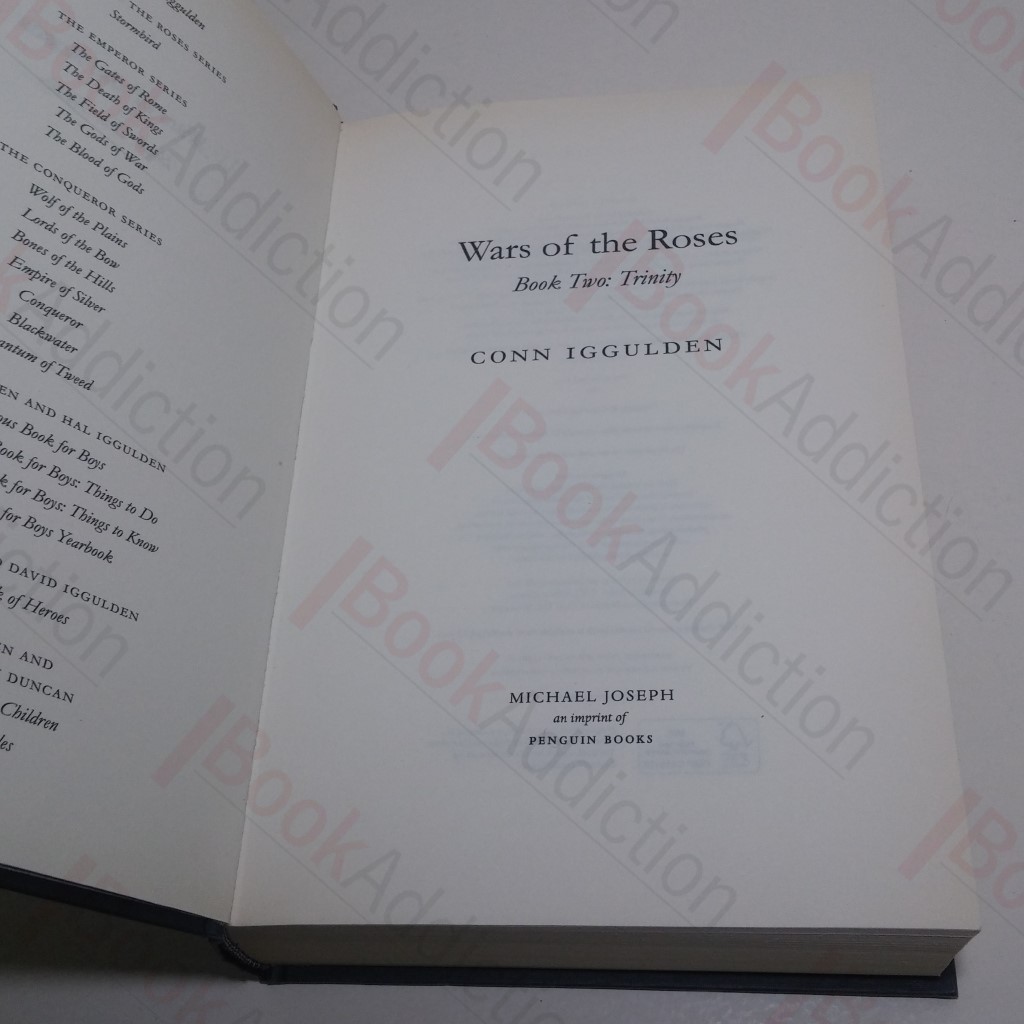 THE ROSES SERIES
Stormbird
THE EMPEROR SERIES
The Gates of Rome
The Death of Kings
The Field of Swords
The Gods of War
The Blood of Gods
THE CONQUEROR SERIES
Wolf of the Plains
Lords of the Bow
Bones of the Hills
Empire of Silver
Conqueror
Blackwater
of Tweed
AND HAL IGGULDEN
Book for Boys
for Boys: Things to Do
for Boys: Things to Know
for Boys Yearbook
DAVID IGGULDEN
of Heroes
AND
DUNCAN
Children
Wars of the Roses
Book Two: Trinity
CONN IGGULDEN
MICHAEL JOSEPH
an imprint of
PENGUIN BOOKS
BookAddiction